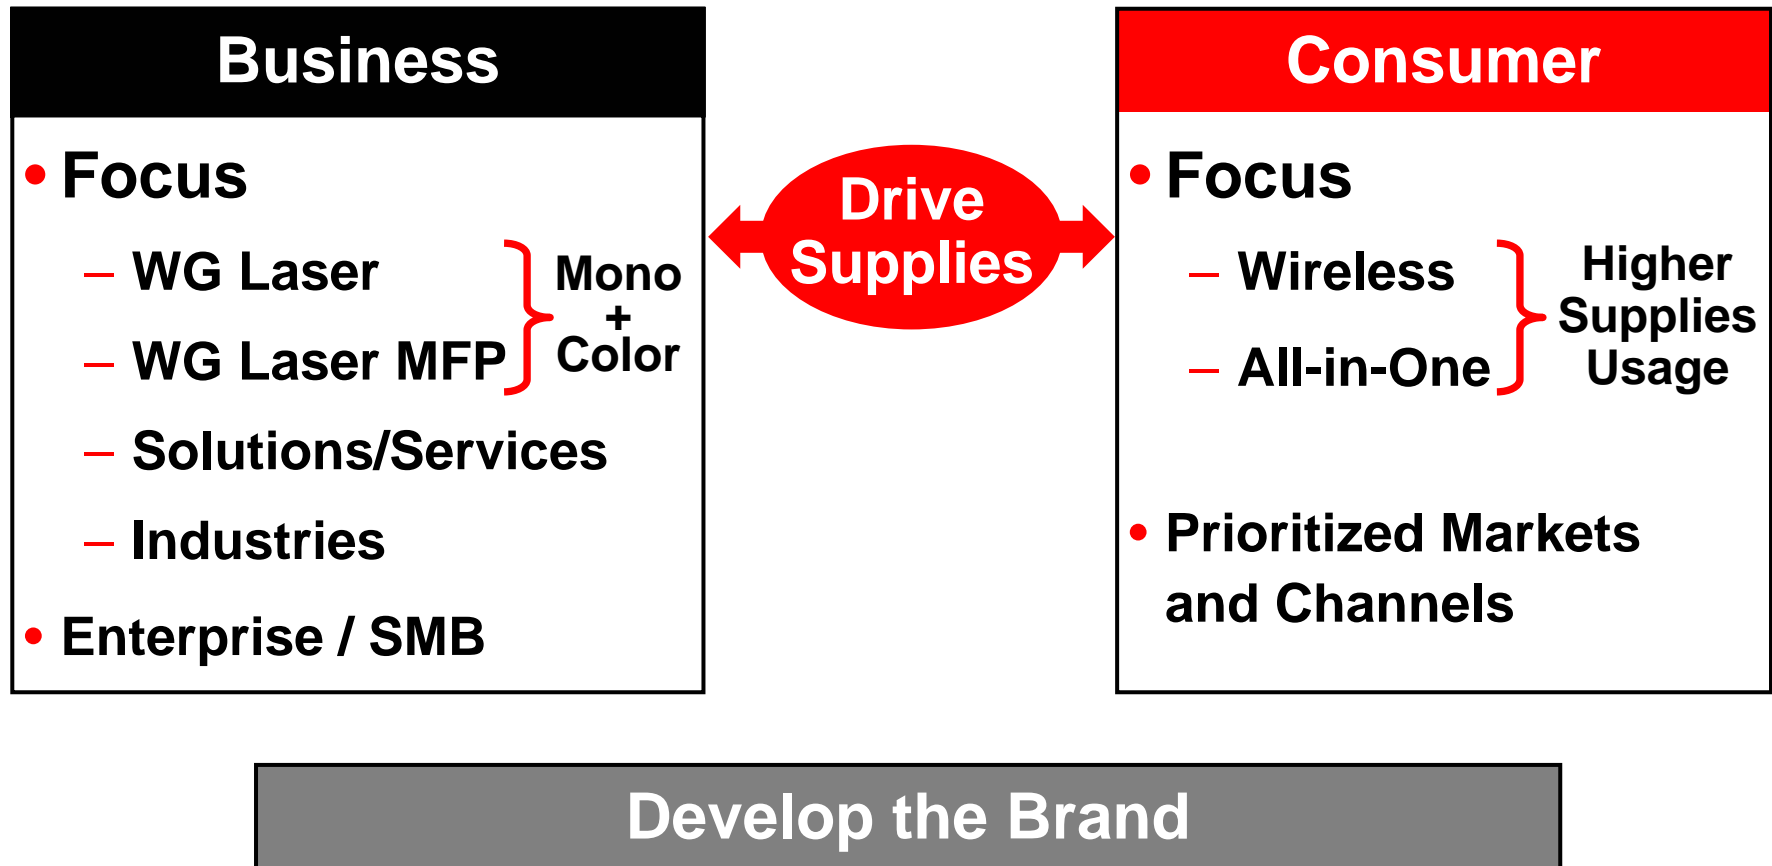 Business
• Focus
– WG Laser
– WG Laser MFP
Mono
+
Color
– Solutions/Services
– Industries
• Enterprise / SMB
Drive
Supplies
Consumer
• Focus
– Wireless
– All-in-One
Higher
Supplies
Usage
• Prioritized Markets
and Channels
Develop the Brand